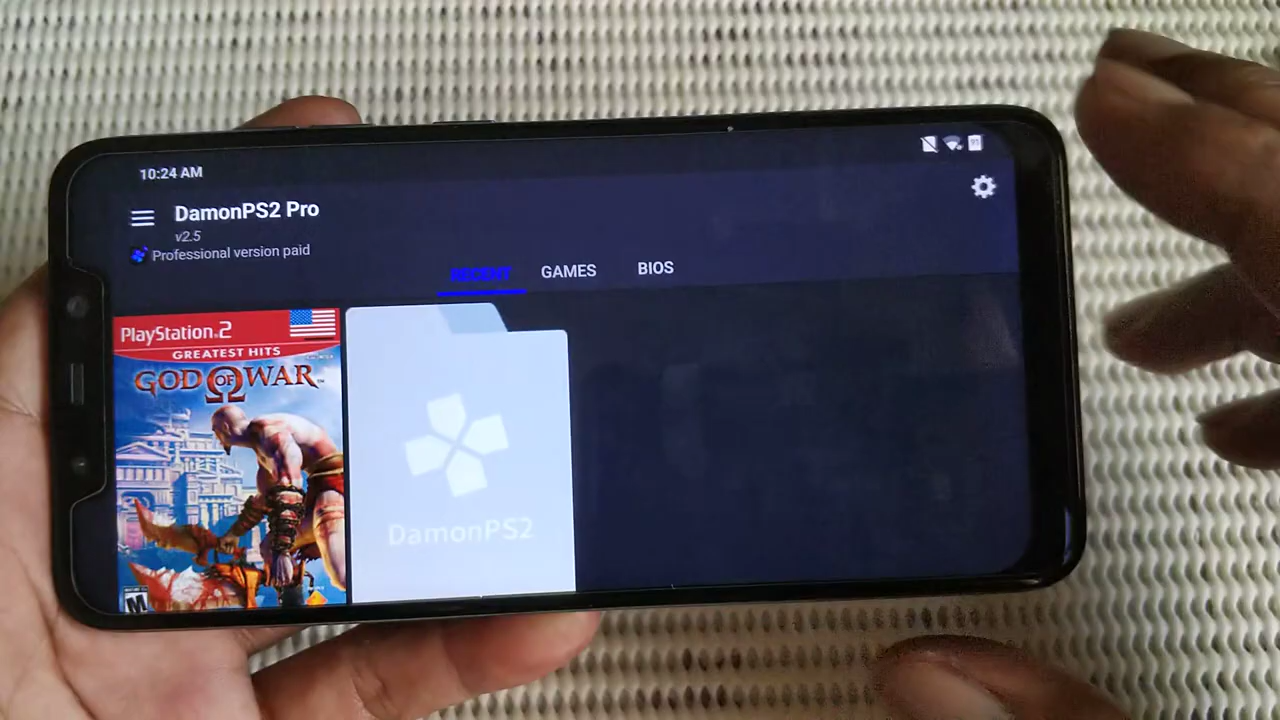 10:24 AM
DamonPS2 Pro
v2.5
Professional version paid
RECENT
GAMES
BIOS
PlayStation.2
GREATEST HITS
GOD OF WAR
M
DamonPS2